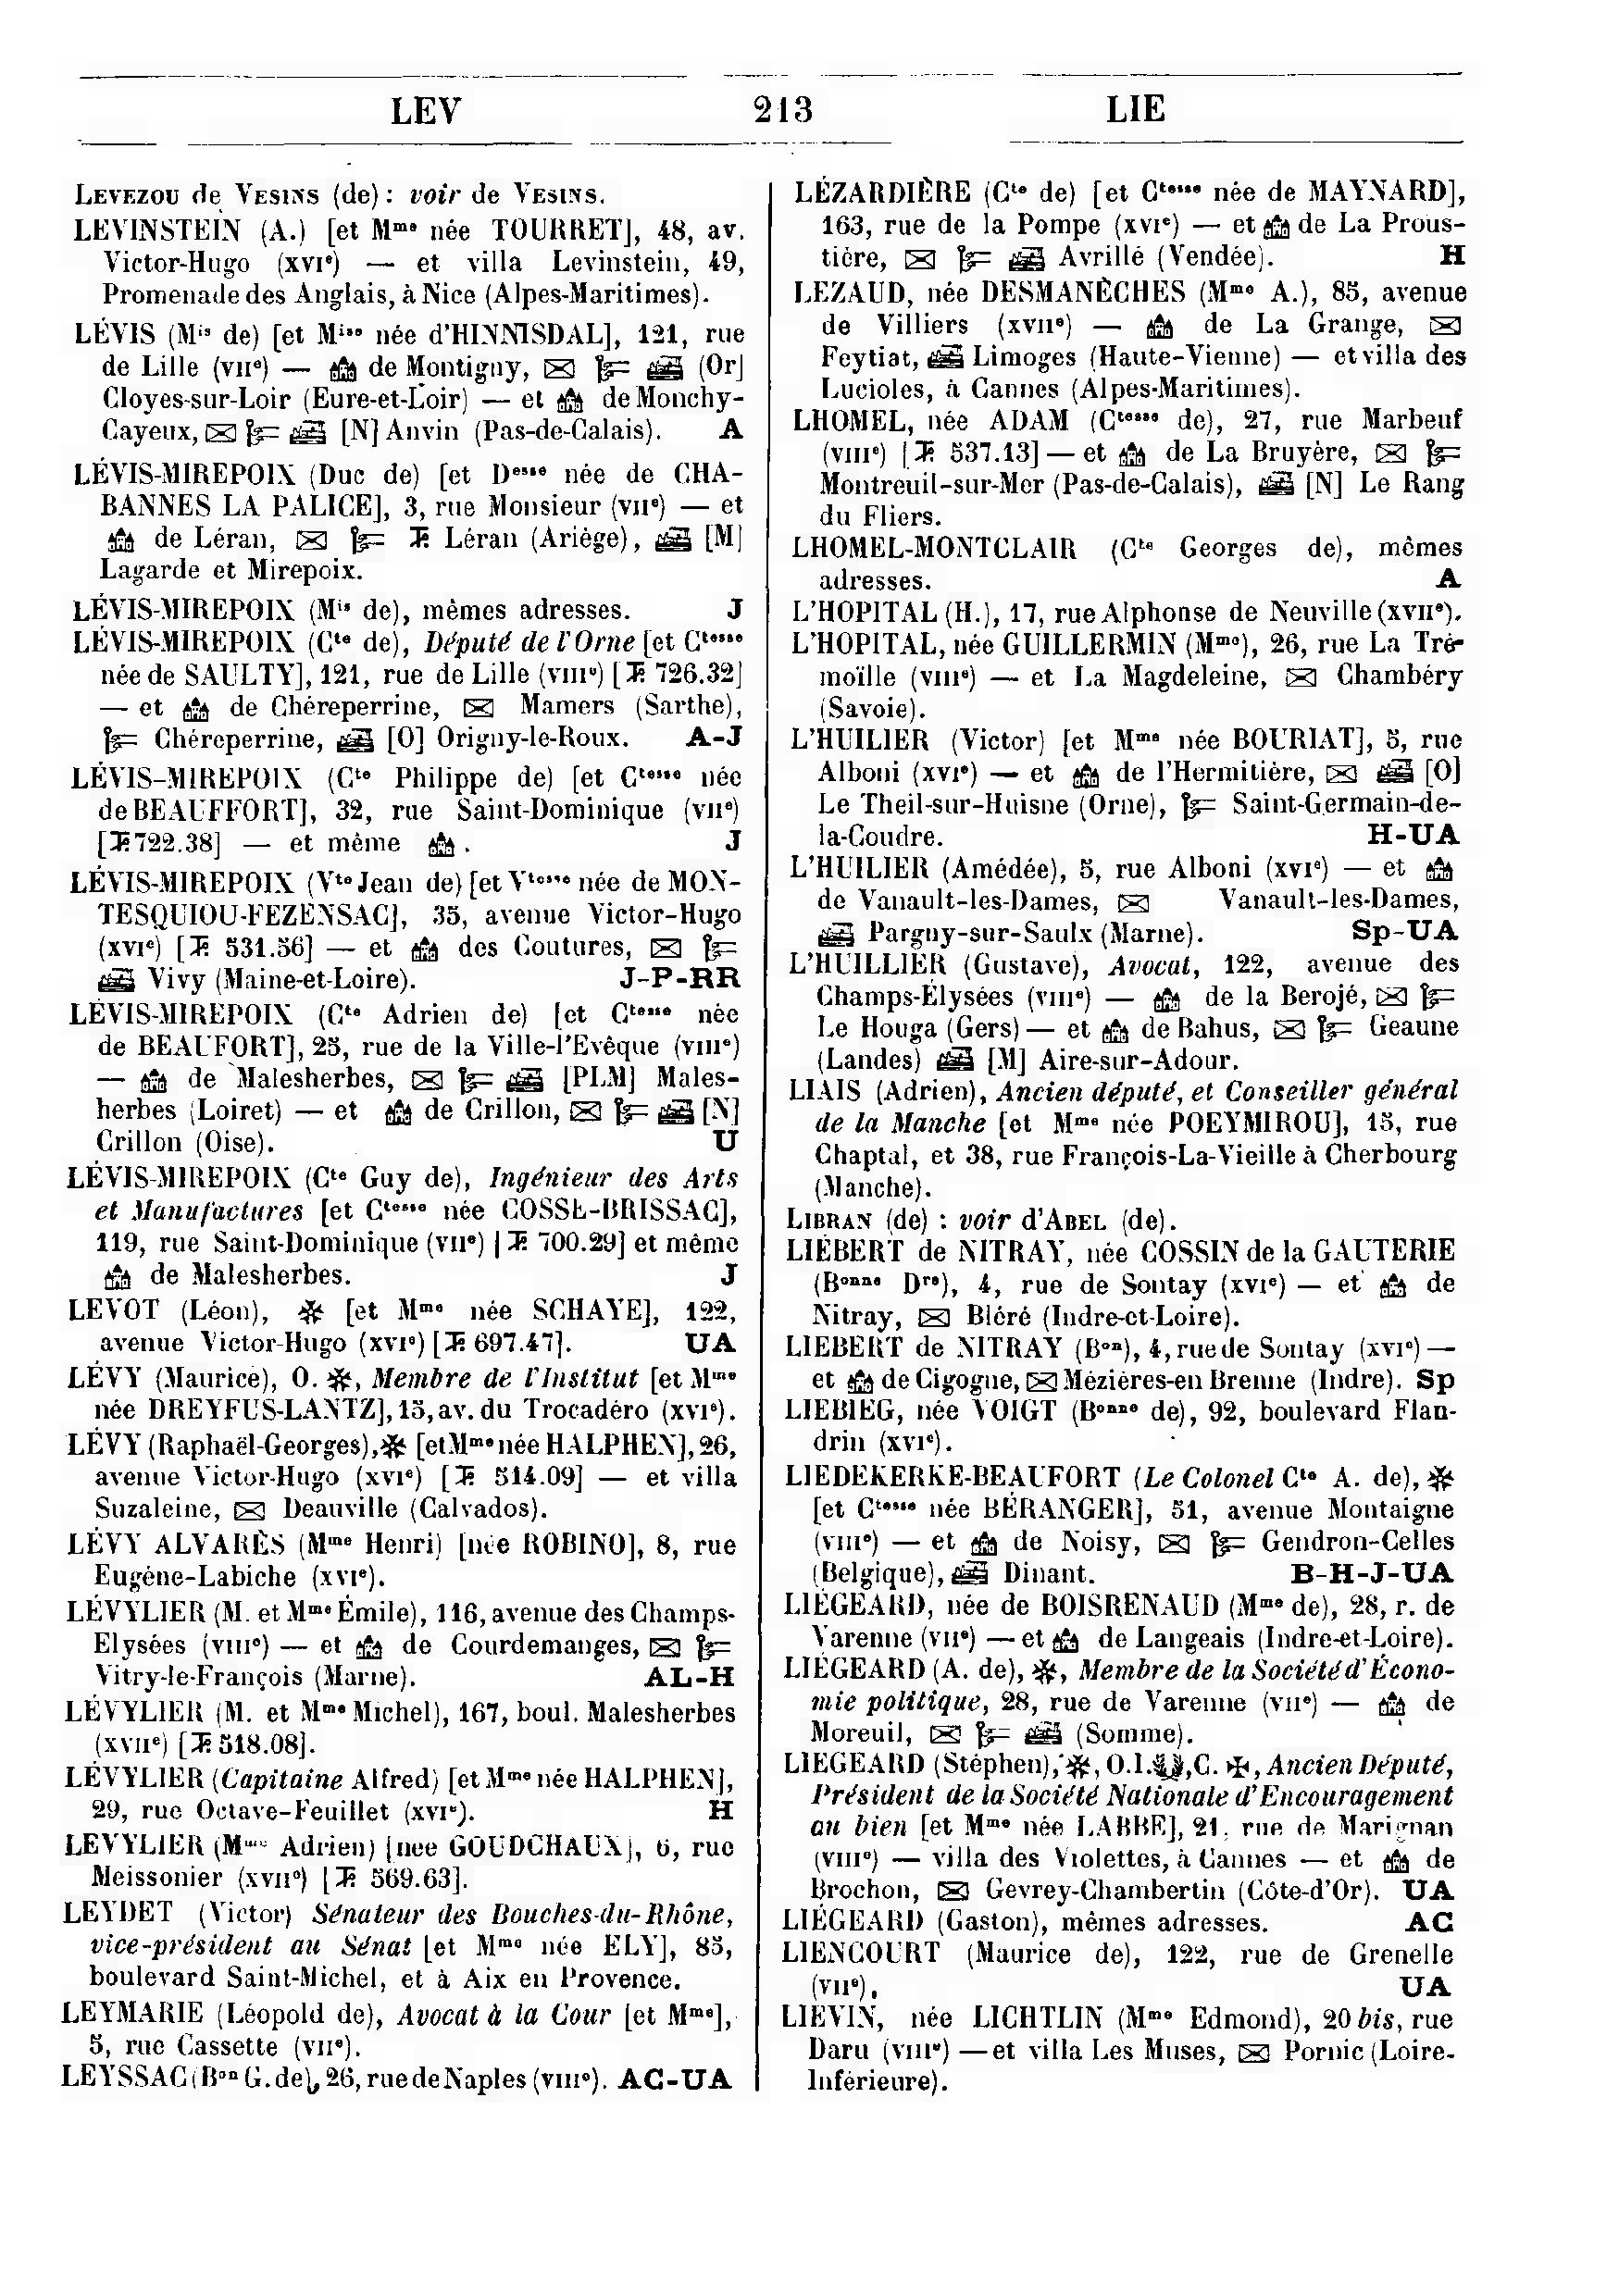 LEV 213 LIE
LEVEZOU de VESINS (de) : voir de VESINS.
LEVINSTEIN (A.) [et Mme née TOURRET], 48, av.
Victor-Hugo (XVIe) — et villa Levinstein, 49,
Promenade des Anglais, à Nice (Alpes-Maritimes).
LÉVIS (Mis de) [et Mise née d'HINNISDAL], 121, rue
de Lille (VIIe) — de Montigny, (Or]
Cloyes-sur-Loir (Eure-et-Loir) — et de Monchy-
Cayeux, [N] Anvin (Pas-de-Calais). A
LÉVIS-MIREPOIX (Duc de) [et Desse née de CHA-
BANNES LA PALICE], 3, rue Monsieur (VIIe) — et
de Léran, T. Léran (Ariége), [M]
Lagarde et Mirepoix.
LÉVIS-MIREPOIX (Mis de), mêmes adresses. J
LÉVIS-MIREPOIX (Cte de), Député de l'Orne [et Ctesse
née de SAULTY], 121, rue de Lille (VIIIe) [T. 726.32]
— et de Chéreperrine, Mamers (Sarthe),
Chéreperrine, [O] Origny-le-Roux. A-J
LÉVIS-MIREPOIX (Cte Philippe de) [et Ctesse née
de BEAUFFORT], 32, rue Saint-Dominique (VIIe)
[T. 722.38] — et même . J
LÉVIS-MIREPOIX (Vte Jean de) [et Vtesse née de MON-
TESQUIOU-FEZENSAC], 35, avenue Victor-Hugo
(XVIe) [T. 531.56] — et des Coutures,
Vivy (Maine-et-Loire). J-P-RR
LÉVIS-MIREPOIX (Cte Adrien de) [et Ctesse née
de BEAUFORT], 25, rue de la Ville-l'Evêque (VIIIe)
— de Malesherbes, [PLM] Males-
herbes (Loiret) — et de Crillon, [N]
Crillon (Oise). U
LÉVIS-MIREPOIX (Cte Guy de), Ingénieur des Arts
et Manufactures [et Ctesse née COSSÉ-BRISSAC],
119, rue Saint-Dominique (VIIe) [T. 700.29] et même
de Malesherbes. J
LEVOT (Léon), ✲ [et Mme née SCHAYE], 122,
avenue Victor-Hugo (XVIe) [T. 697.47]. UA
LÉVY (Maurice), O. ✲, Membre de l'Institut [et Mme
née DREYFUS-LANTZ], 15, av. du Trocadéro (XVIe).
LÉVY (Raphaël-Georges), ✲ [et Mme née HALPHEN], 26,
avenue Victor-Hugo (XVIe) [T. 514.09] — et villa
Suzaleine, Deauville (Calvados).
LÉVY ALVARÈS (Mme Henri) [née ROBINO], 8, rue
Eugène-Labiche (XVIe).
LÉVYLIER (M. et Mme Émile), 116, avenue des Champs-
Elysées (VIIIe) — et de Courdemanges,
Vitry-le-François (Marne). AL-H
LÉVYLIER (M. et Mme Michel), 167, boul. Malesherbes
(XVIIe) [T. 518.08].
LÉVYLIER (Capitaine Alfred) [et Mme née HALPHEN],
29, rue Octave-Feuillet (XVIe). H
LEVYLIER (Mme Adrien) [née GOUDCHAUX], 6, rue
Meissonier (XVIIe) [T. 569.63].
LEYDET (Victor) Sénateur des Bouches-du-Rhône,
vice-président au Sénat [et Mme née ELY], 85,
boulevard Saint-Michel, et à Aix en Provence.
LEYMARIE (Léopold de), Avocat à la Cour [et Mme],
5, rue Cassette (VIIe).
LEYSSAC (Bon G. de), 26, rue de Naples (VIIIe). AC-UA
LÉZARDIÈRE (Cte de) [et Ctesse née de MAYNARD],
163, rue de la Pompe (XVIe) — et de La Prous-
tière, Avrillé (Vendée). H
LEZAUD, née DESMANÈCHES (Mme A.), 85, avenue
de Villiers (XVIIe) — de La Grange,
Feytiat, Limoges (Haute-Vienne) — et villa des
Lucioles, à Cannes (Alpes-Maritimes).
LHOMEL, née ADAM (Ctesse de), 27, rue Marbeuf
(VIIIe) [T. 537.13] — et de La Bruyère,
Montreuil-sur-Mer (Pas-de-Calais), [N] Le Rang
du Fliers.
LHOMEL-MONTCLAIR (Cte Georges de), mêmes
adresses. A
L'HOPITAL (H.), 17, rue Alphonse de Neuville (XVIIe).
L'HOPITAL, née GUILLERMIN (Mme), 26, rue La Tré-
moïlle (VIIIe) — et La Magdeleine, Chambéry
(Savoie).
L'HUILIER (Victor) [et Mme née BOURIAT], 5, rue
Alboni (XVIe) — et de l'Hermitière, [O]
Le Theil-sur-Huisne (Orne), Saint-Germain-de-
la-Coudre. H-UA
L'HUILIER (Amédée), 5, rue Alboni (XVIe) — et
de Vanault-les-Dames, Vanault-les-Dames,
Pargny-sur-Saulx (Marne). Sp-UA
L'HUILLIER (Gustave), Avocat, 122, avenue des
Champs-Élysées (VIIIe) — de la Berojé,
Le Houga (Gers) — et de Bahus, Geaune
(Landes) [M] Aire-sur-Adour.
LIAIS (Adrien), Ancien député, et Conseiller général
de la Manche [et Mme née POEYMIROU], 15, rue
Chaptal, et 38, rue François-La-Vieille à Cherbourg
(Manche).
LIBRAN (de) : voir d'ABEL (de).
LIÉBERT de NITRAY, née COSSIN de la GAUTERIE
(Bonne Dre), 4, rue de Sontay (XVIe) — et de
Nitray, Bléré (Indre-et-Loire).
LIEBERT de NITRAY (Bon), 4, rue de Sontay (XVIe) —
et de Cigogne, Mézières-en Brenne (Indre). Sp
LIEBIEG, née VOIGT (Bonne de), 92, boulevard Flan-
drin (XVIe).
LIEDEKERKE-BEAUFORT (Le Colonel Cte A. de), ✲
[et Ctesse née BÉRANGER], 51, avenue Montaigne
(VIIIe) — et de Noisy, Gendron-Celles
(Belgique), Dinant. B-H-J-UA
LIÉGEARD, née de BOISRENAUD (Mme de), 28, r. de
Varenne (VIIe) — et de Langeais (Indre-et-Loire).
LIÉGEARD (A. de), ✲, Membre de la Société d'Écono-
mie politique, 28, rue de Varenne (VIIe) — de
Moreuil, (Somme).
LIEGEARD (Stéphen), ✲, O.I., C. ✠, Ancien Député,
Président de la Société Nationale d'Encouragement
au bien [et Mme née LABBE], 21, rue de Marignan
(VIIIe) — villa des Violettes, à Cannes — et de
Brochon, Gevrey-Chambertin (Côte-d'Or). UA
LIÉGEARD (Gaston), mêmes adresses. AC
LIENCOURT (Maurice de), 122, rue de Grenelle
(VIIe). UA
LIEVIN, née LICHTLIN (Mme Edmond), 20 bis, rue
Daru (VIIIe) — et villa Les Muses, Pornic (Loire-
Inférieure).